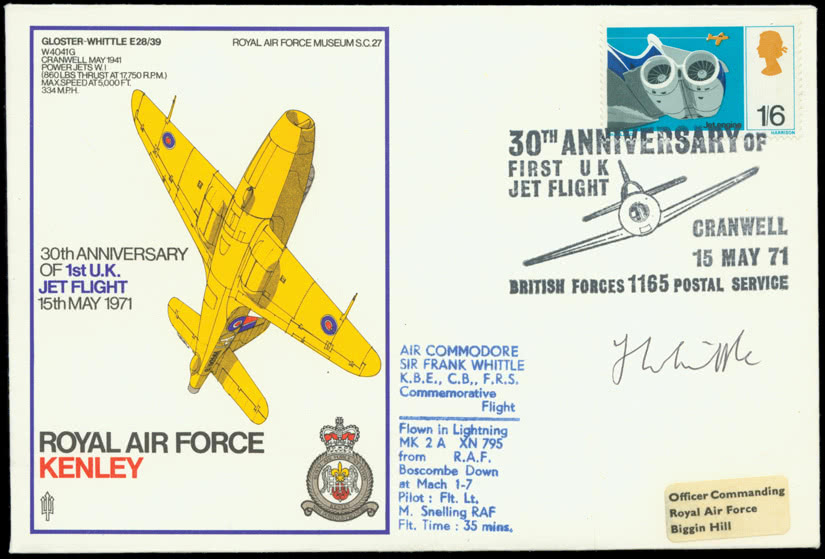 GLOSTER-WHITTLE E28/39
W4041G
CRANWELL MAY 1941
POWER JETS W.1
(860 LBS THRUST AT 17,750 R.P.M.)
MAX.SPEED AT 5,000 FT.
334 M.P.H.
ROYAL AIR FORCE MUSEUM S.C.27
30th ANNIVERSARY
OF 1st U.K.
JET FLIGHT
15th MAY 1971
ROYAL AIR FORCE
KENLEY
Jet engine
1/6
HARRISON
30TH ANNIVERSARY OF
FIRST UK
JET FLIGHT
CRANWELL
15 MAY 71
BRITISH FORCES 1165 POSTAL SERVICE
F Whittle
AIR COMMODORE
SIR FRANK WHITTLE
K.B.E., C.B., F.R.S.
Commemorative
Flight
Flown in Lightning
MK 2 A XN 795
from R.A.F.
Boscombe Down
at Mach 1-7
Pilot : Flt. Lt.
M. Snelling RAF
Flt. Time : 35 mins.
Officer Commanding
Royal Air Force
Biggin Hill